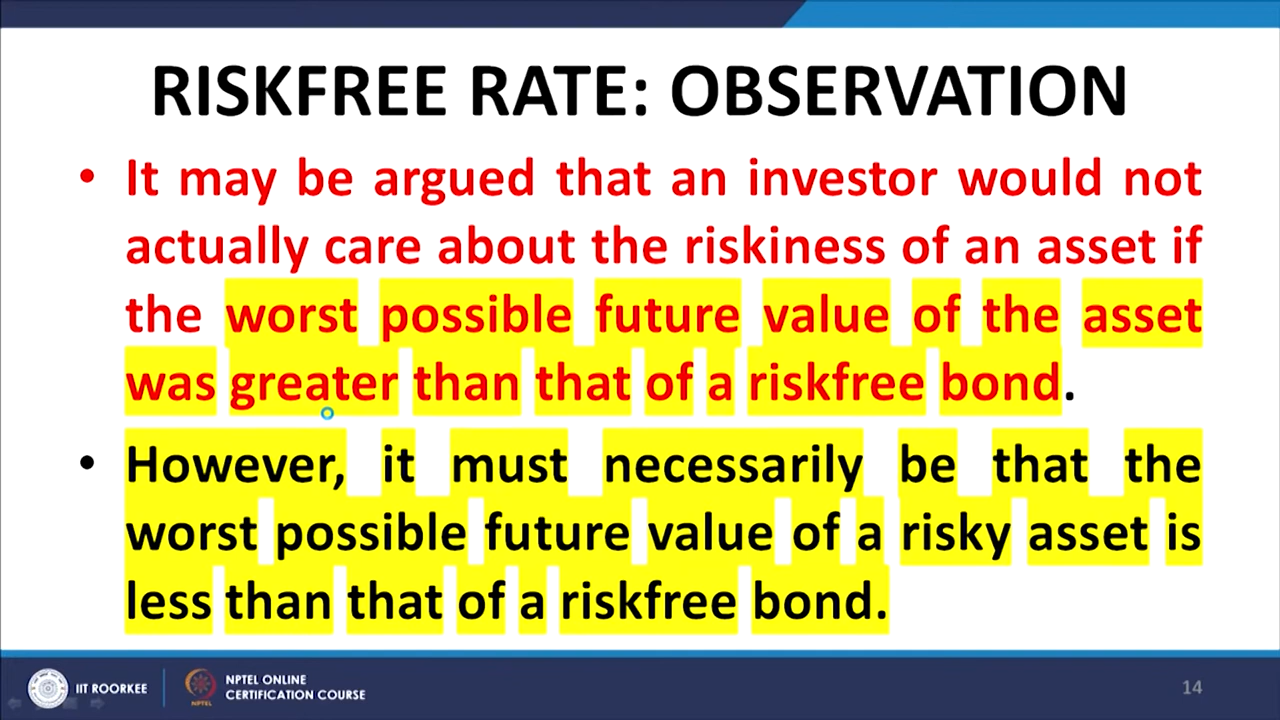 RISKFREE RATE: OBSERVATION
• It may be argued that an investor would not
actually care about the riskiness of an asset if
the worst possible future value of the asset
was greater than that of a riskfree bond.
• However, it must necessarily be that the
worst possible future value of a risky asset is
less than that of a riskfree bond.
IIT ROORKEE
NPTEL
NPTEL ONLINE
CERTIFICATION COURSE
14